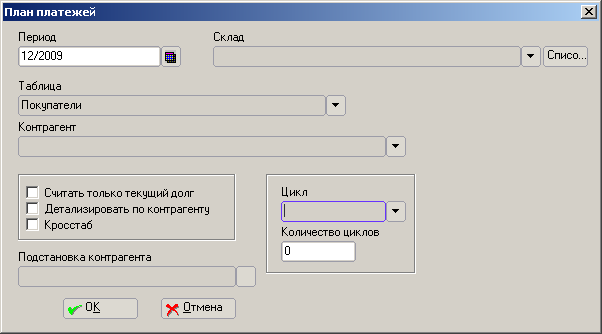 План платежей
Период
Склад
12/2009
Списо...
Таблица
Покупатели
Контрагент
Считать только текущий долг
Детализировать по контрагенту
Кросстаб
Цикл
Количество циклов
0
Подстановка контрагента
OK
Отмена